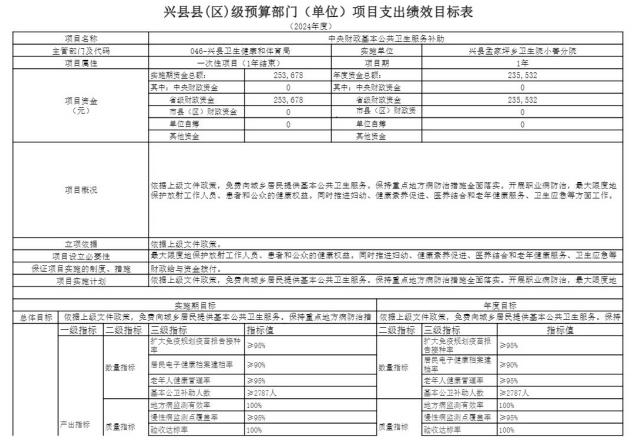 兴县县(区)级预算部门（单位）项目支出绩效目标表
（2024年度）
项目名称 中央财政基本公共卫生服务补助
主管部门及代码 046-兴县卫生健康和体育局 实施单位 兴县孟家坪乡卫生院小善分院
项目属性 一次性项目（1年结束） 项目期 1年
项目资金
（元）
实施期资金总额: 253,678 年度资金总额: 235,532
其中: 中央财政资金 0 其中: 中央财政资金 0
省级财政资金 233,678 省级财政资金 235,532
市县（区）财政资金 0 市县（区）财政资 0
单位自筹 0 单位自筹 0
其他资金 其他资金
项目概况
依据上级文件政策，免费向城乡居民提供基本公共卫生服务。保持重点地方病防治措施全面落实。开展职业病防治，最大限度地
保护放射工作人员、患者和公众的健康权益，同时推进妇幼、健康素养促进、医养结合和老年健康服务、卫生应急等方面工作。
立项依据 依据上级文件政策。
项目设立必要性 最大限度地保护放射工作人员、患者和公众的健康权益，同时推进妇幼、健康素养促进、医养结合和老年健康服务、卫生应急等
保证项目实施的制度、措施 财政给与资金拨付。
项目实施计划 依据上级文件政策，免费向城乡居民提供基本公共卫生服务。保持重点地方病防治措施全面落实。开展职业病防治，最大限度地
实施期目标 年度目标
总体目标 依据上级文件政策，免费向城乡居民提供基本公共卫生服务。保持重点地方病防治措 依据上级文件政策，免费向城乡居民提供基本公共卫生服务。保持
一级指标 二级指标 三级指标 指标值 二级指标 三级指标 指标值
产出指标
数量指标 扩大免疫规划疫苗报告接种率 ≥90% 数量指标 扩大免疫规划疫苗报告接种率 ≥90%
居民电子健康档案建档率 ≥90% 居民电子健康档案建档率 ≥90%
老年人健康管理率 ≥95% 老年人健康管理率 ≥95%
基本公卫补助人数 ≥2787人 基本公卫补助人数 ≥2787人
质量指标 地方病监测有效率 100% 质量指标 地方病监测有效率 100%
慢性病监测点覆盖率 ≥95% 慢性病监测点覆盖率 ≥95%
验收达标率 100% 验收达标率 100%